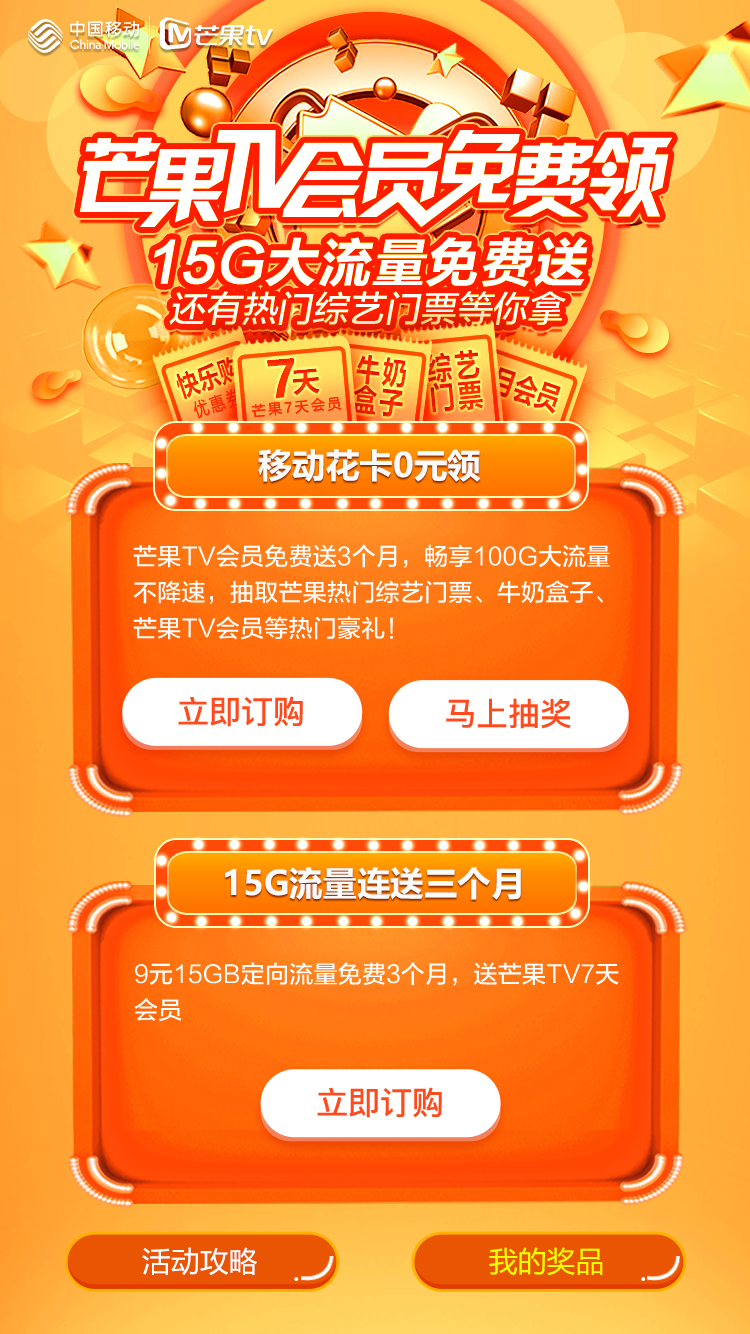 中国移动
China Mobile
芒果TV
芒果TV会员免费领
15G大流量免费送
还有热门综艺门票等你拿
快乐购
优惠券
7天
芒果7天会员
牛奶
盒子
综艺
门票
月会员
移动花卡0元领
芒果TV会员免费送3个月，畅享100G大流量
不降速，抽取芒果热门综艺门票、牛奶盒子、
芒果TV会员等热门豪礼！
立即订购
马上抽奖
15G流量连送三个月
9元15GB定向流量免费3个月，送芒果TV7天
会员
立即订购
活动攻略
我的奖品